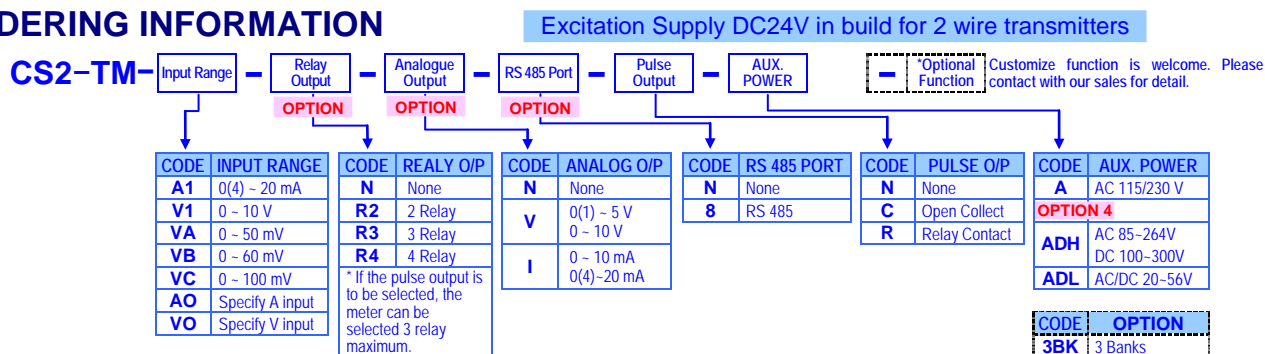 DERING INFORMATION
Excitation Supply DC24V in build for 2 wire transmitters
CS2-TM- Input Range - Relay Output - Analogue Output - RS 485 Port - Pulse Output - AUX. POWER - *Optional Function
Customize function is welcome. Please
contact with our sales for detail.
OPTION OPTION OPTION
CODE INPUT RANGE
A1 0(4) ~ 20 mA
V1 0 ~ 10 V
VA 0 ~ 50 mV
VB 0 ~ 60 mV
VC 0 ~ 100 mV
AO Specify A input
VO Specify V input
CODE REALY O/P
N None
R2 2 Relay
R3 3 Relay
R4 4 Relay
* If the pulse output is
to be selected, the
meter can be
selected 3 relay
maximum.
CODE ANALOG O/P
N None
V 0(1) ~ 5 V
0 ~ 10 V
I 0 ~ 10 mA
0(4)~20 mA
CODE RS 485 PORT
N None
8 RS 485
CODE PULSE O/P
N None
C Open Collect
R Relay Contact
CODE AUX. POWER
A AC 115/230 V
OPTION 4
ADH AC 85~264V
DC 100~300V
ADL AC/DC 20~56V
CODE OPTION
3BK 3 Banks